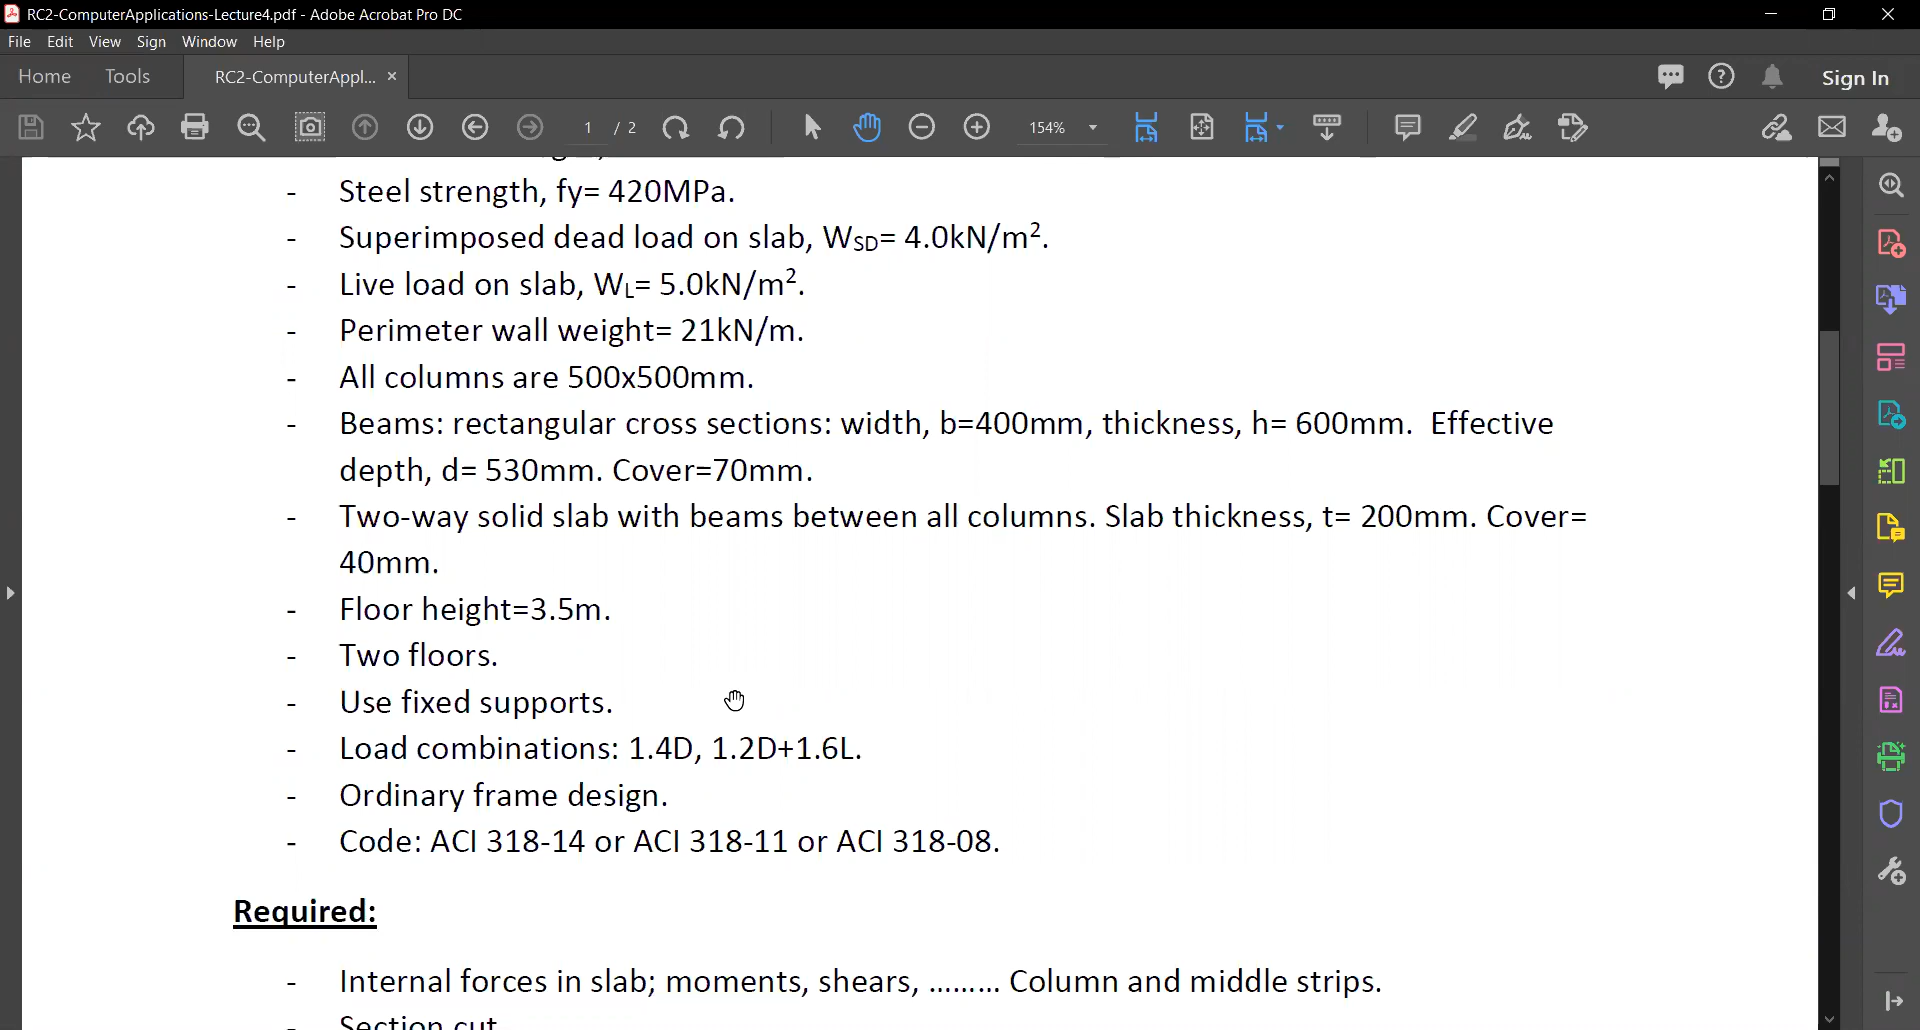 RC2-ComputerApplications-Lecture4.pdf - Adobe Acrobat Pro DC
File Edit View Sign Window Help
Home Tools RC2-ComputerAppl... × Sign In
1 / 2 154%
- Steel strength, fy= 420MPa.
- Superimposed dead load on slab, WSD= 4.0kN/m².
- Live load on slab, WL= 5.0kN/m².
- Perimeter wall weight= 21kN/m.
- All columns are 500x500mm.
- Beams: rectangular cross sections: width, b=400mm, thickness, h= 600mm. Effective
depth, d= 530mm. Cover=70mm.
- Two-way solid slab with beams between all columns. Slab thickness, t= 200mm. Cover=
40mm.
- Floor height=3.5m.
- Two floors.
- Use fixed supports.
- Load combinations: 1.4D, 1.2D+1.6L.
- Ordinary frame design.
- Code: ACI 318-14 or ACI 318-11 or ACI 318-08.
Required:
- Internal forces in slab; moments, shears, ......... Column and middle strips.
- Section cut